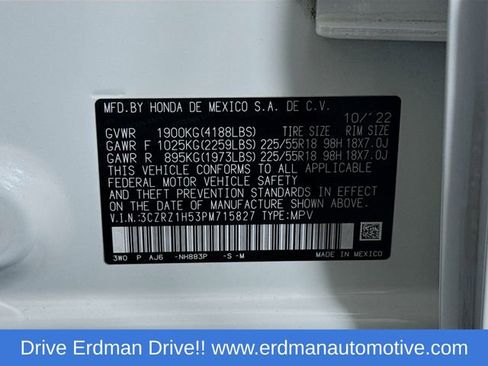 MFD.BY HONDA DE MEXICO S.A. DE C.V.
10/'22
GVWR 1900KG(4188LBS) TIRE SIZE RIM SIZE
GAWR F 1025KG(2259LBS) 225/55R18 98H 18X7.0J
GAWR R 895KG(1973LBS) 225/55R18 98H 18X7.0J
THIS VEHICLE CONFORMS TO ALL APPLICABLE
FEDERAL MOTOR VEHICLE SAFETY, BUMPER,
AND THEFT PREVENTION STANDARDS IN EFFECT
ON THE DATE OF MANUFACTURE SHOWN ABOVE.
V.I.N.:3CZRZ1H53PM715827 TYPE:MPV
3W0 P AJ6 -NH883P -S-M
MADE IN MEXICO
Drive Erdman Drive!! www.erdmanautomotive.com